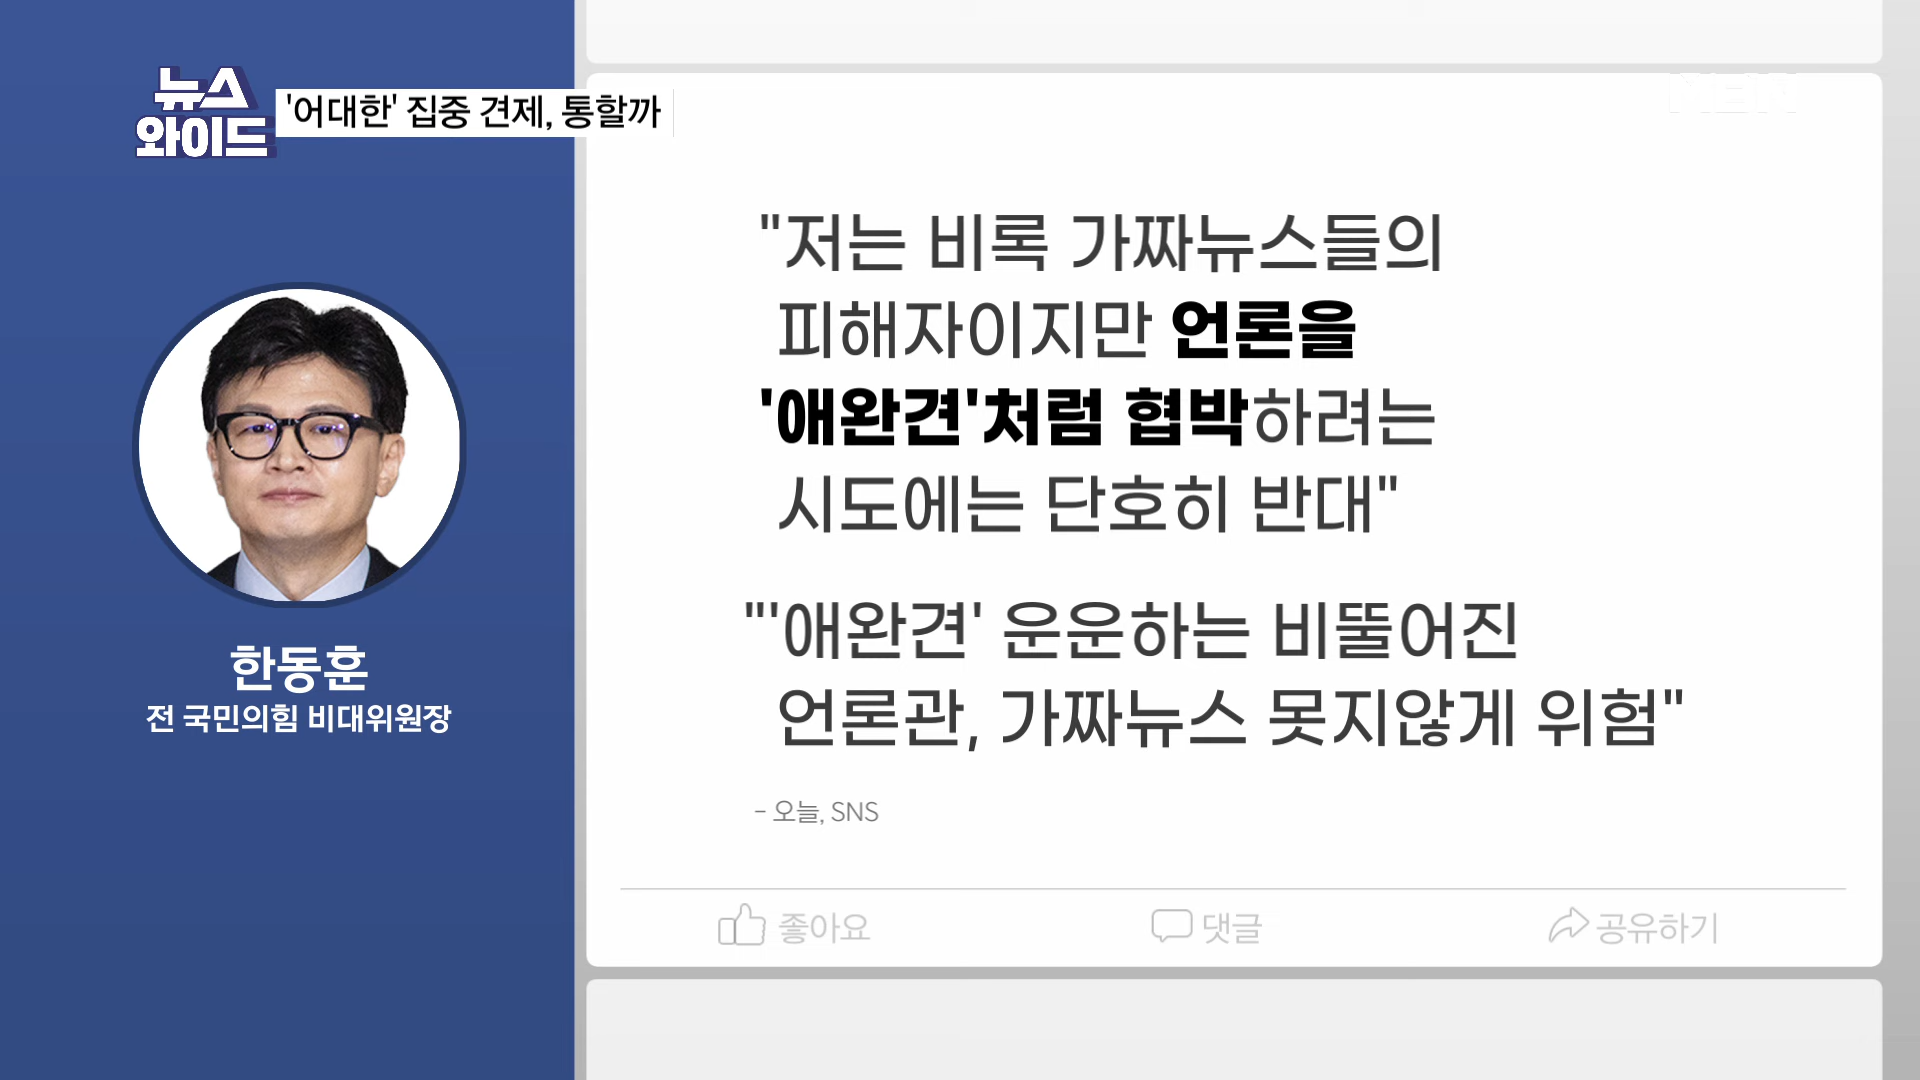 뉴스
와이드
'어대한' 집중 견제, 통할까
"저는 비록 가짜뉴스들의
피해자이지만 언론을
'애완견'처럼 협박하려는
시도에는 단호히 반대"
"'애완견' 운운하는 비뚤어진
언론관, 가짜뉴스 못지않게 위험"
- 오늘, SNS
한동훈
전 국민의힘 비대위원장
좋아요
댓글
공유하기